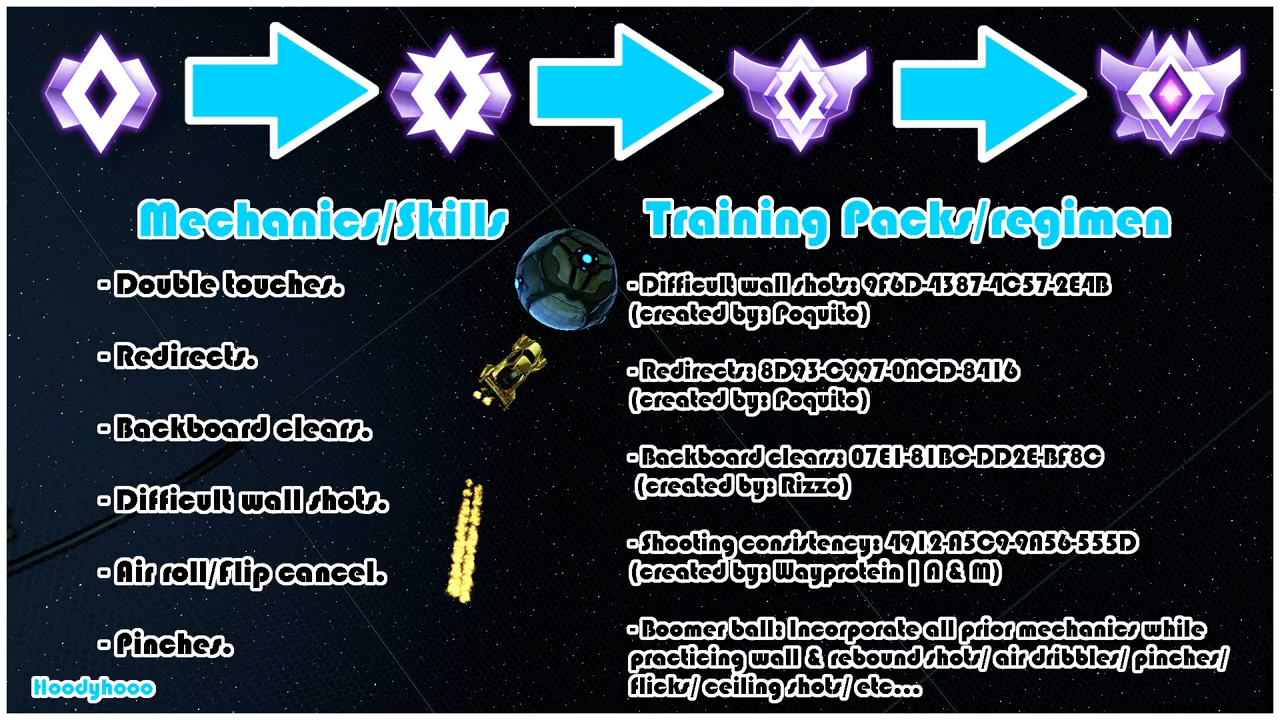 Mechanics/Skills
- Double touches.
- Redirects.
- Backboard clears.
- Difficult wall shots.
- Air roll/Flip cancel.
- Pinches.
Hoodyhooo
Training Packs/regimen
- Difficult wall shots: 9F6D-4387-4C57-2E4B
(created by: Poquito)
- Redirects: 8D93-C997-0ACD-8416
(created by: Poquito)
- Backboard clears: 07E1-81BC-DD2E-BF8C
(created by: Rizzo)
- Shooting consistency: 4912-A5C9-9A56-555D
(created by: Wayprotein | A & M)
- Boomer ball: Incorporate all prior mechanics while
practicing wall & rebound shots/ air dribbles/ pinches/
flicks/ ceiling shots/ etc...